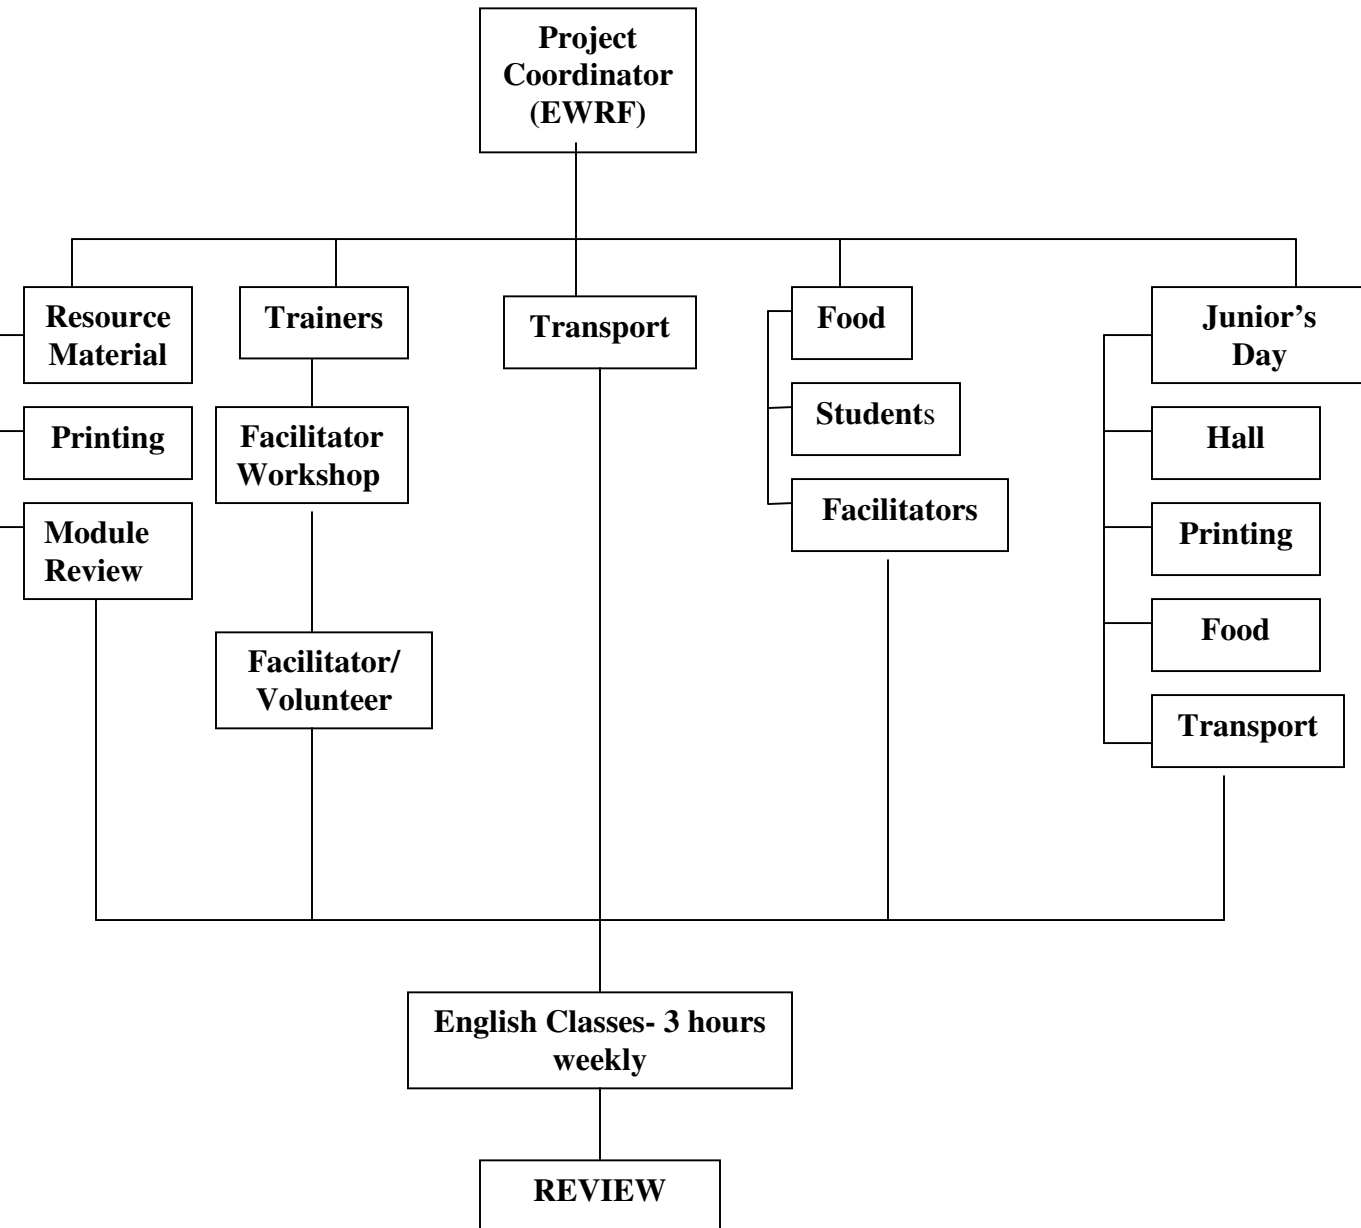 Project
Coordinator
(EWRF)
Resource
Material
Trainers
Transport
Food
Junior’s
Day
Printing
Facilitator
Workshop
Students
Hall
Module
Review
Facilitators
Printing
Facilitator/
Volunteer
Food
Transport
English Classes- 3 hours
weekly
REVIEW